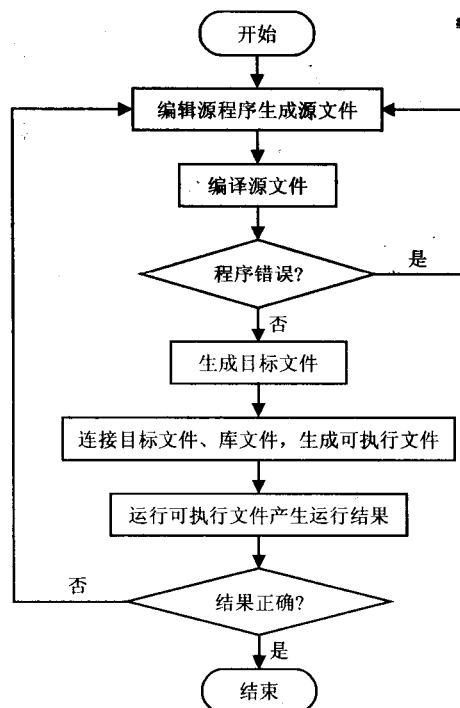 开始
编辑源程序生成源文件
编译源文件
程序错误?
是
否
生成目标文件
连接目标文件、库文件，生成可执行文件
运行可执行文件产生运行结果
否
结果正确?
是
结束